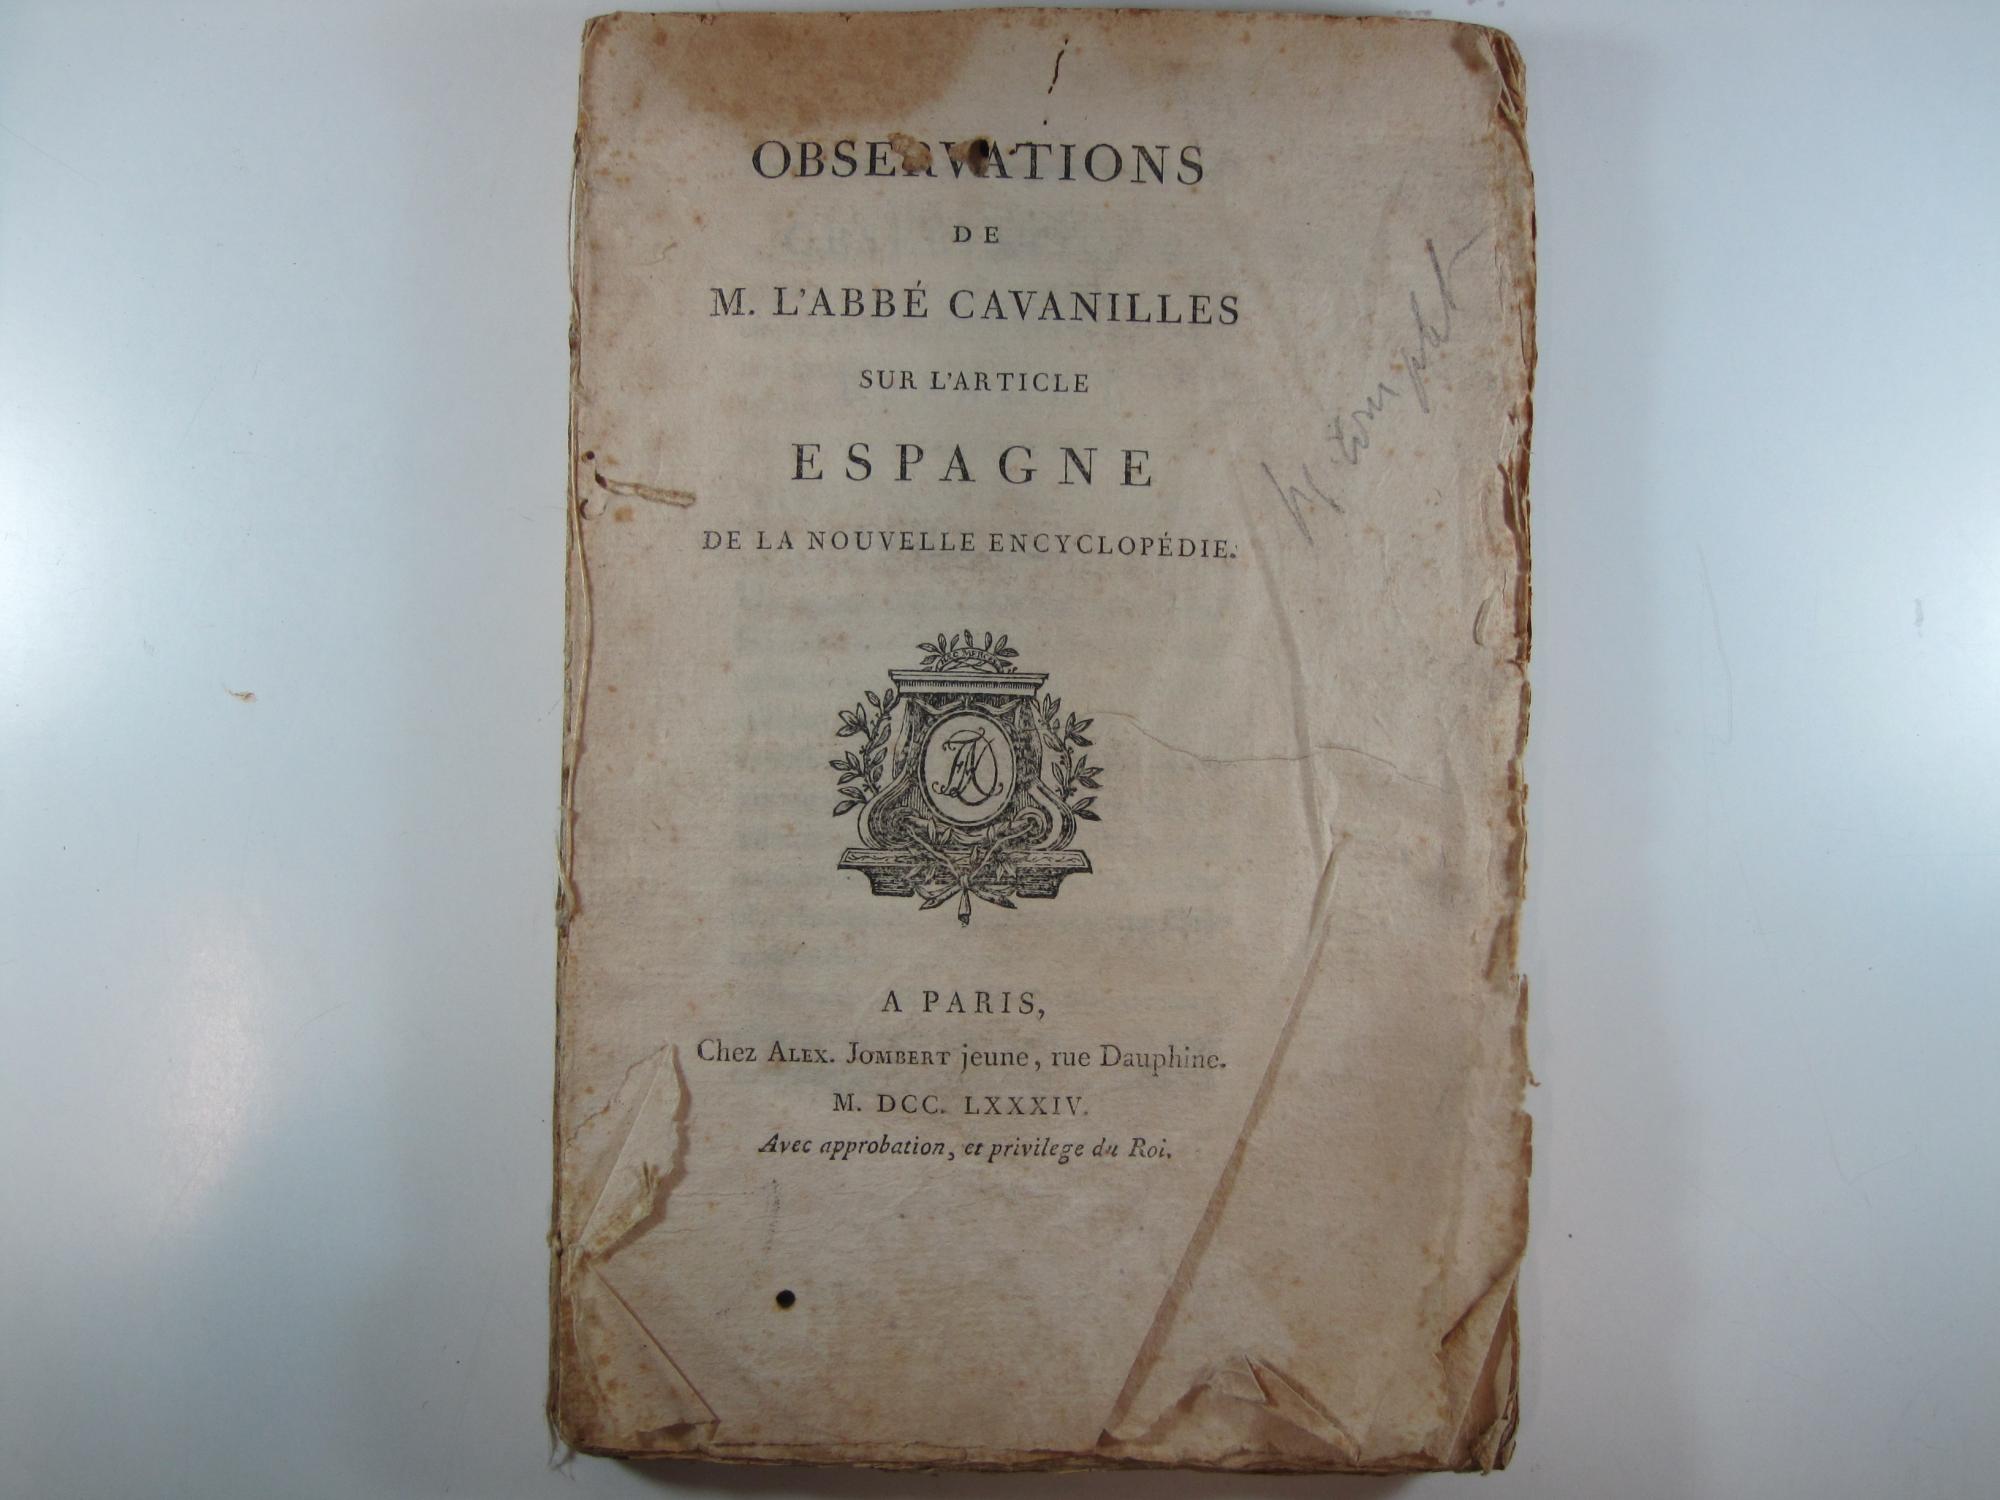 OBSERVATIONS
DE
M. L'ABBÉ CAVANILLES
SUR L'ARTICLE
ESPAGNE
DE LA NOUVELLE ENCYCLOPÉDIE.
A PARIS,
Chez ALEX. JOMBERT jeune, rue Dauphine.
M. DCC. LXXXIV.
Avec approbation, et privilege du Roi.